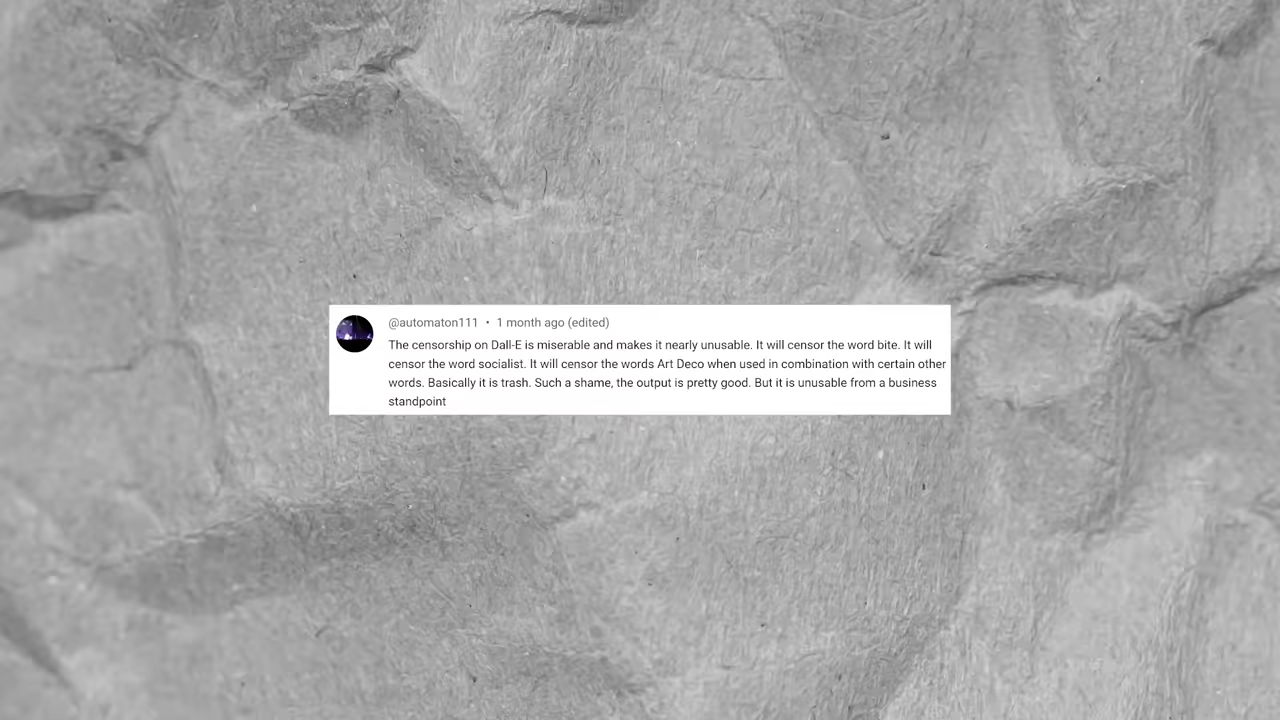 @automaton111 • 1 month ago (edited)
The censorship on Dall-E is miserable and makes it nearly unusable. It will censor the word bite. It will
censor the word socialist. It will censor the words Art Deco when used in combination with certain other
words. Basically it is trash. Such a shame, the output is pretty good. But it is unusable from a business
standpoint